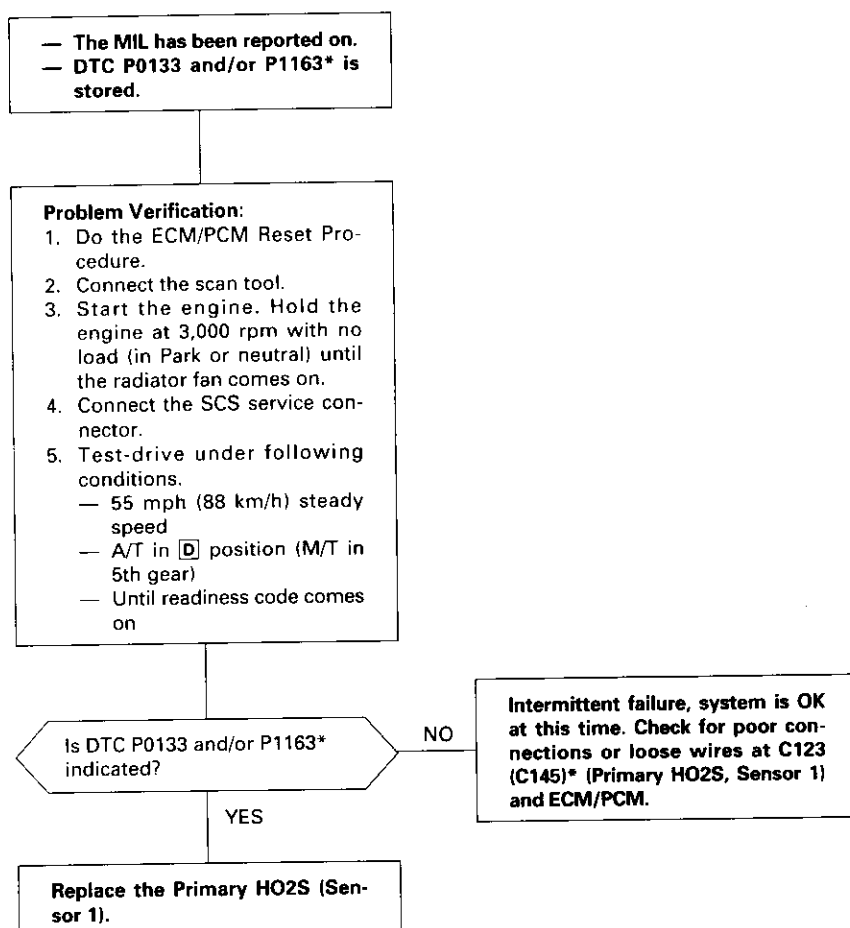 — The MIL has been reported on.
— DTC P0133 and/or P1163* is
stored.
Problem Verification:
1. Do the ECM/PCM Reset Pro-
cedure.
2. Connect the scan tool.
3. Start the engine. Hold the
engine at 3,000 rpm with no
load (in Park or neutral) until
the radiator fan comes on.
4. Connect the SCS service con-
nector.
5. Test-drive under following
conditions.
— 55 mph (88 km/h) steady
speed
— A/T in D position (M/T in
5th gear)
— Until readiness code comes
on
Is DTC P0133 and/or P1163*
indicated?
NO
Intermittent failure, system is OK
at this time. Check for poor con-
nections or loose wires at C123
(C145)* (Primary HO2S, Sensor 1)
and ECM/PCM.
YES
Replace the Primary HO2S (Sen-
sor 1).